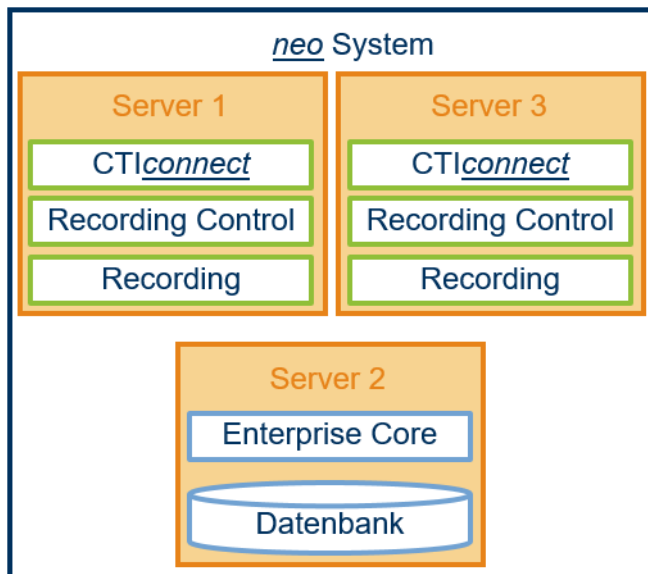 neo System
Server 1
CTIconnect
Recording Control
Recording
Server 3
CTIconnect
Recording Control
Recording
Server 2
Enterprise Core
Datenbank